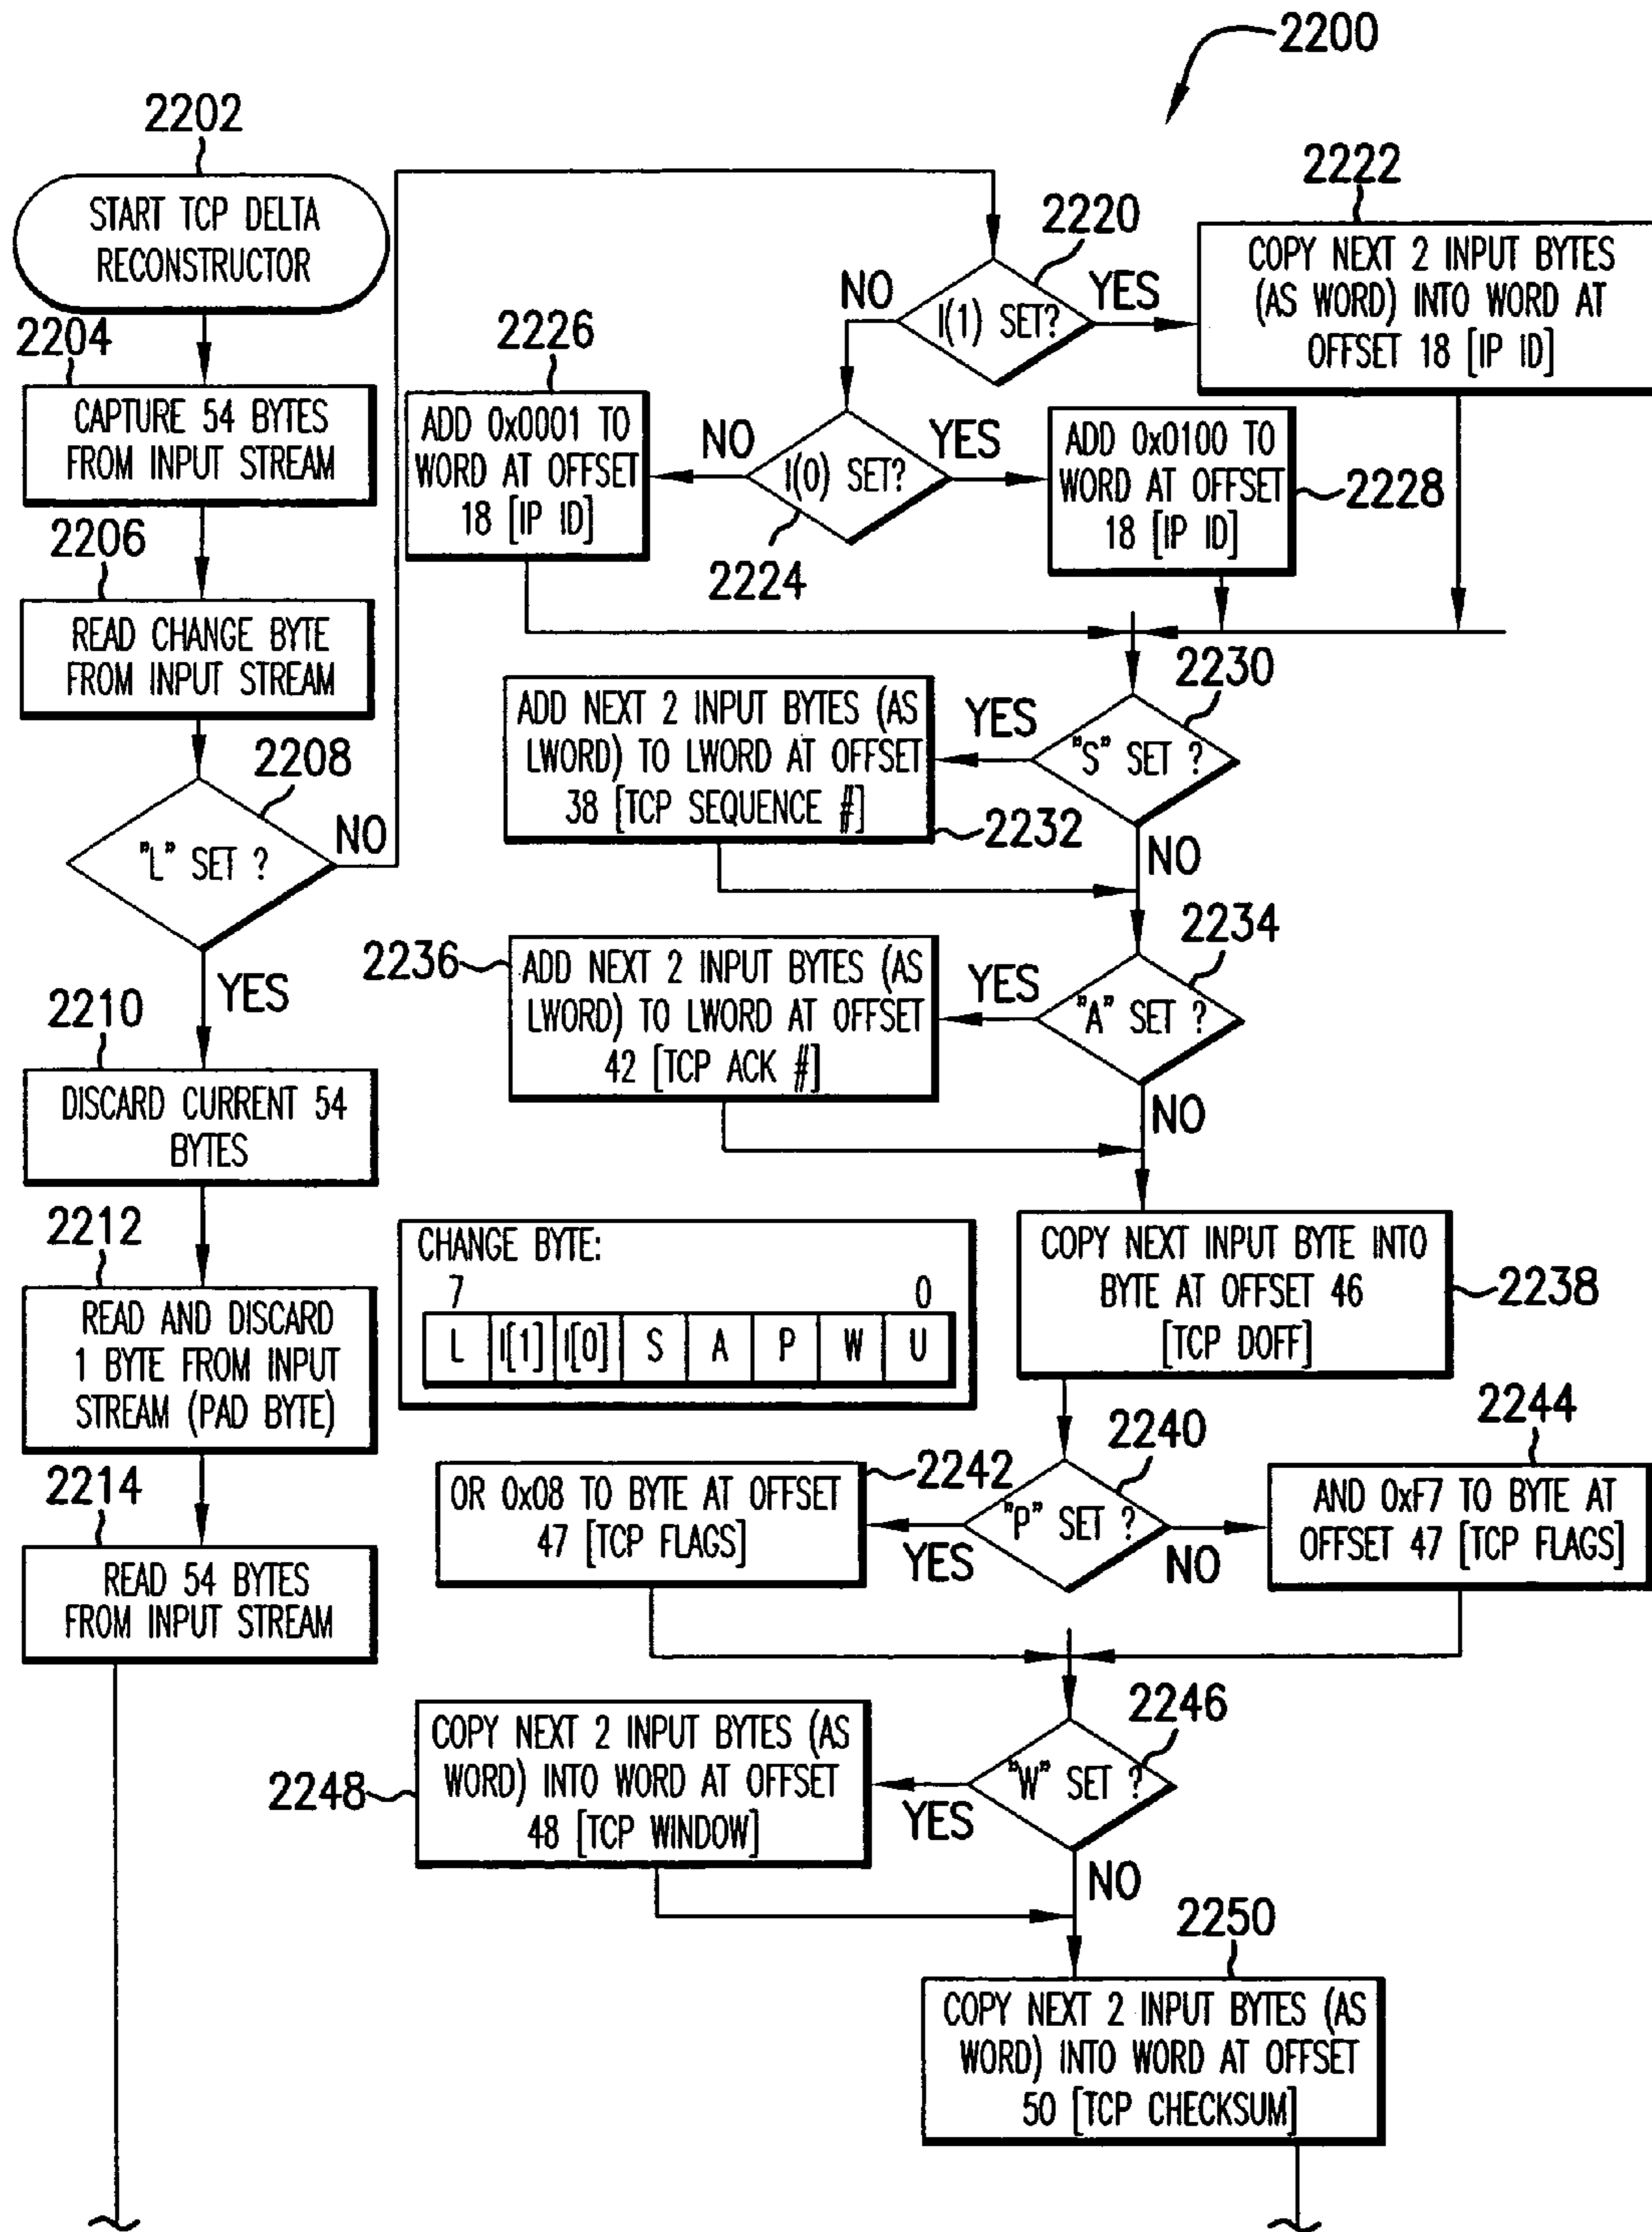 2200
2202
START TCP DELTA
RECONSTRUCTOR
2204
CAPTURE 54 BYTES
FROM INPUT STREAM
2206
READ CHANGE BYTE
FROM INPUT STREAM
2208
"L" SET ?
NO
YES
2210
DISCARD CURRENT 54
BYTES
2212
READ AND DISCARD
1 BYTE FROM INPUT
STREAM (PAD BYTE)
2214
READ 54 BYTES
FROM INPUT STREAM
2220
I(1) SET?
NO
YES
2222
COPY NEXT 2 INPUT BYTES
(AS WORD) INTO WORD AT
OFFSET 18 [IP ID]
2224
I(0) SET?
NO
YES
2226
ADD 0x0001 TO
WORD AT OFFSET
18 [IP ID]
2228
ADD 0x0100 TO
WORD AT OFFSET
18 [IP ID]
2230
"S" SET ?
YES
NO
2232
ADD NEXT 2 INPUT BYTES (AS
LWORD) TO LWORD AT OFFSET
38 [TCP SEQUENCE #]
2234
"A" SET ?
YES
NO
2236
ADD NEXT 2 INPUT BYTES (AS
LWORD) TO LWORD AT OFFSET
42 [TCP ACK #]
2238
COPY NEXT INPUT BYTE INTO
BYTE AT OFFSET 46
[TCP DOFF]
CHANGE BYTE:
7 0
L I[1] I[0] S A P W U
2240
"P" SET ?
YES
NO
2242
OR 0x08 TO BYTE AT OFFSET
47 [TCP FLAGS]
2244
AND 0xF7 TO BYTE AT
OFFSET 47 [TCP FLAGS]
2246
"W" SET ?
YES
NO
2248
COPY NEXT 2 INPUT BYTES (AS
WORD) INTO WORD AT OFFSET
48 [TCP WINDOW]
2250
COPY NEXT 2 INPUT BYTES (AS
WORD) INTO WORD AT OFFSET
50 [TCP CHECKSUM]